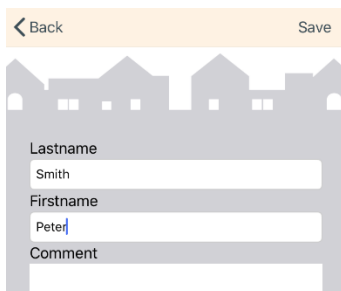 Back Save
Lastname
Smith
Firstname
Peter
Comment